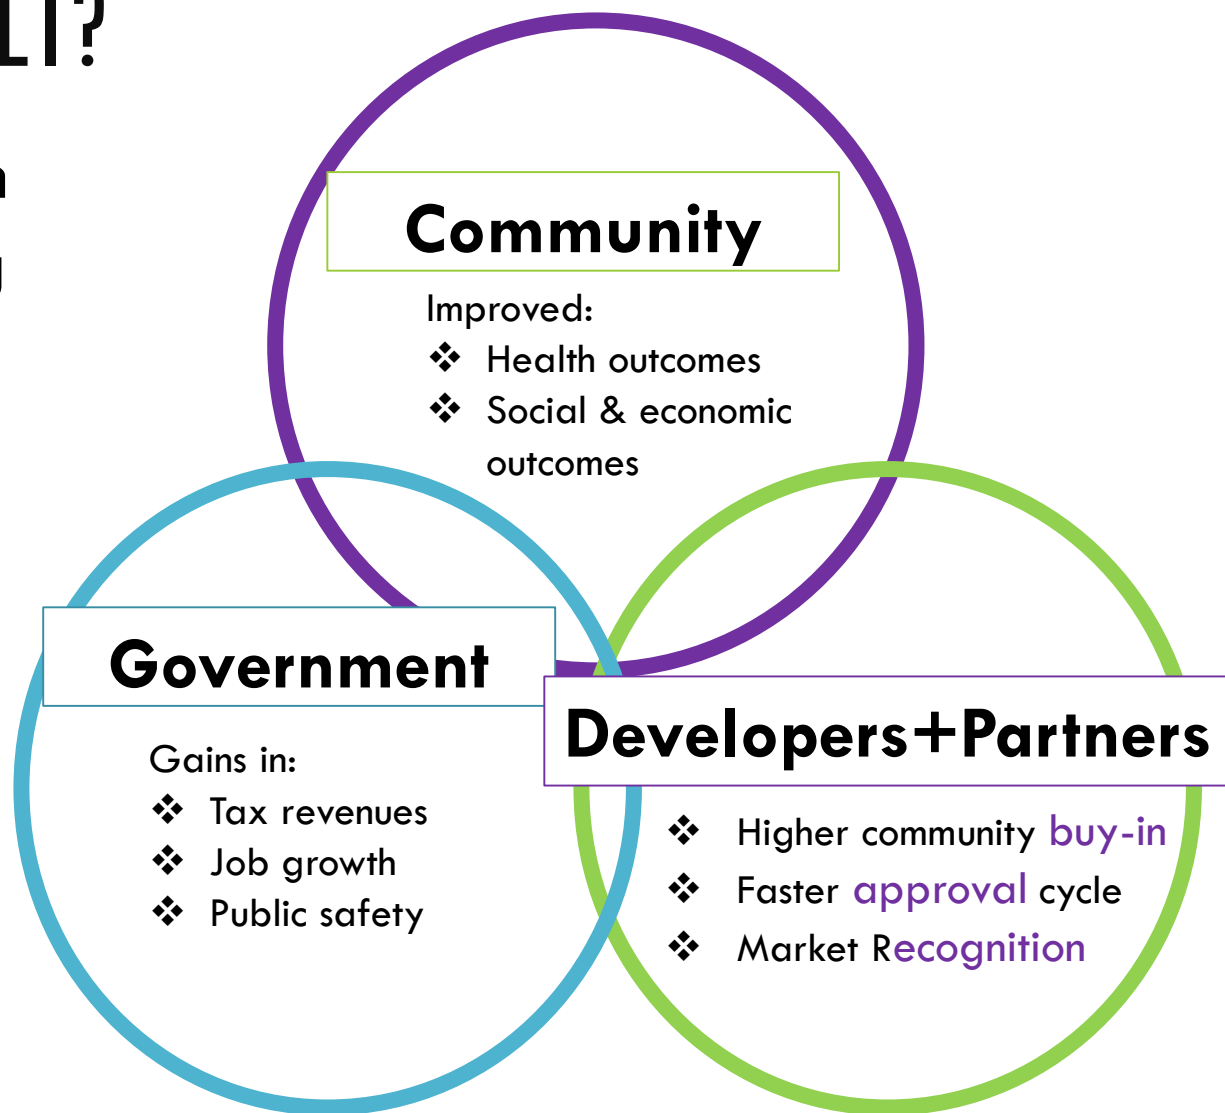 IT?
Community
Improved:
❖ Health outcomes
❖ Social & economic
outcomes
Government
Gains in:
❖ Tax revenues
❖ Job growth
❖ Public safety
Developers+Partners
❖ Higher community buy-in
❖ Faster approval cycle
❖ Market Recognition